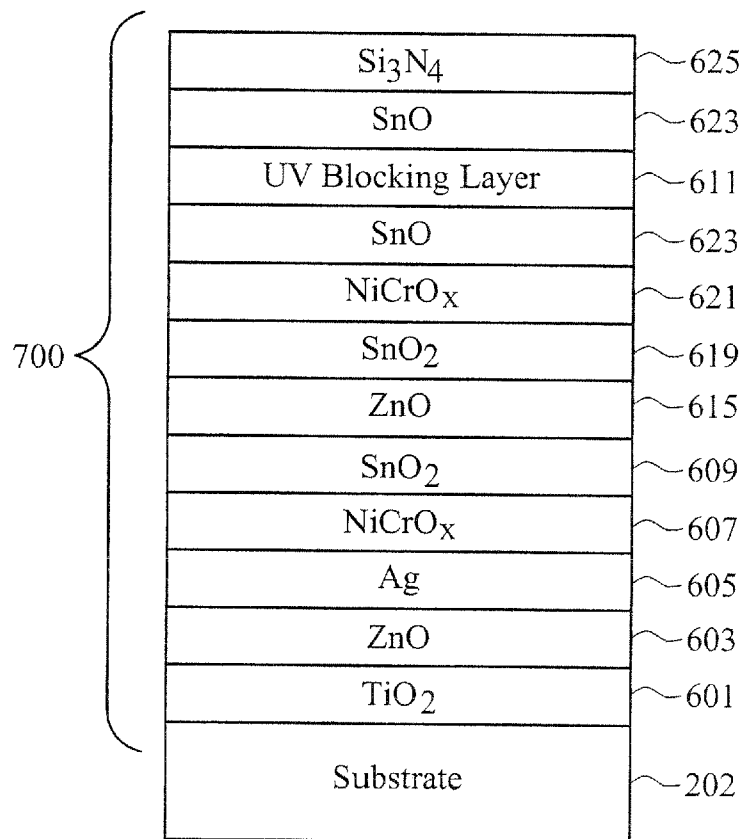 Si₃N₄ 625
SnO 623
UV Blocking Layer 611
SnO 623
NiCrOₓ 621
700 SnO₂ 619
ZnO 615
SnO₂ 609
NiCrOₓ 607
Ag 605
ZnO 603
TiO₂ 601
Substrate 202